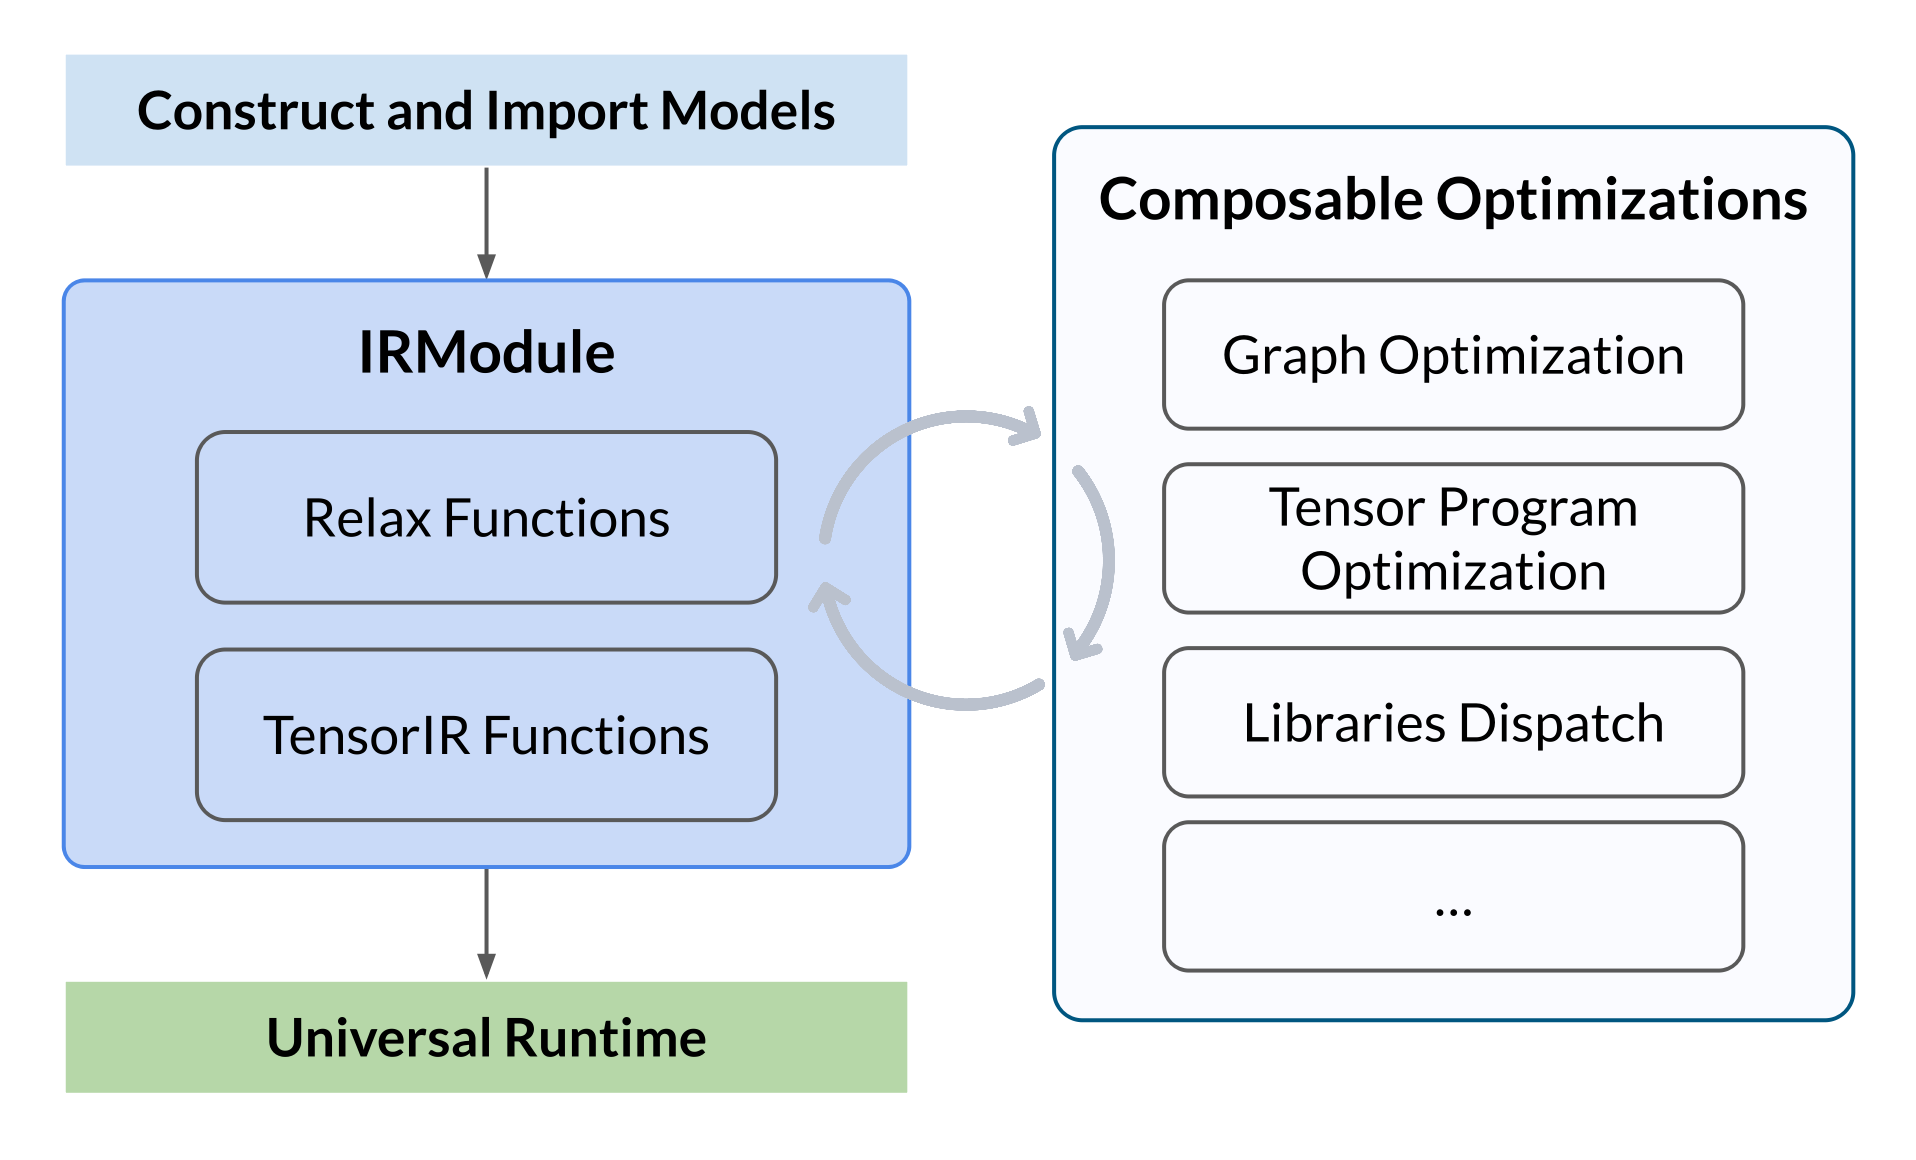 Construct and Import Models
IRModule
Relax Functions
TensorIR Functions
Universal Runtime
Composable Optimizations
Graph Optimization
Tensor Program
Optimization
Libraries Dispatch
...